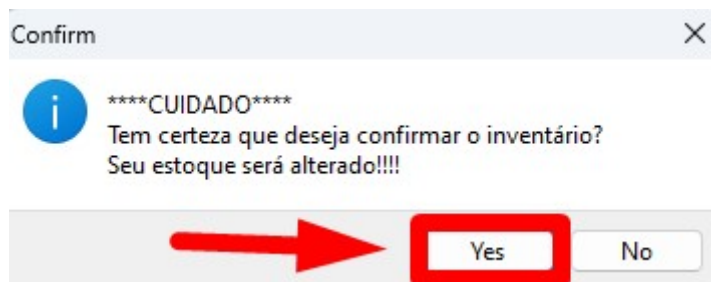 Confirm
****CUIDADO****
Tem certeza que deseja confirmar o inventário?
Seu estoque será alterado!!!!
Yes
No